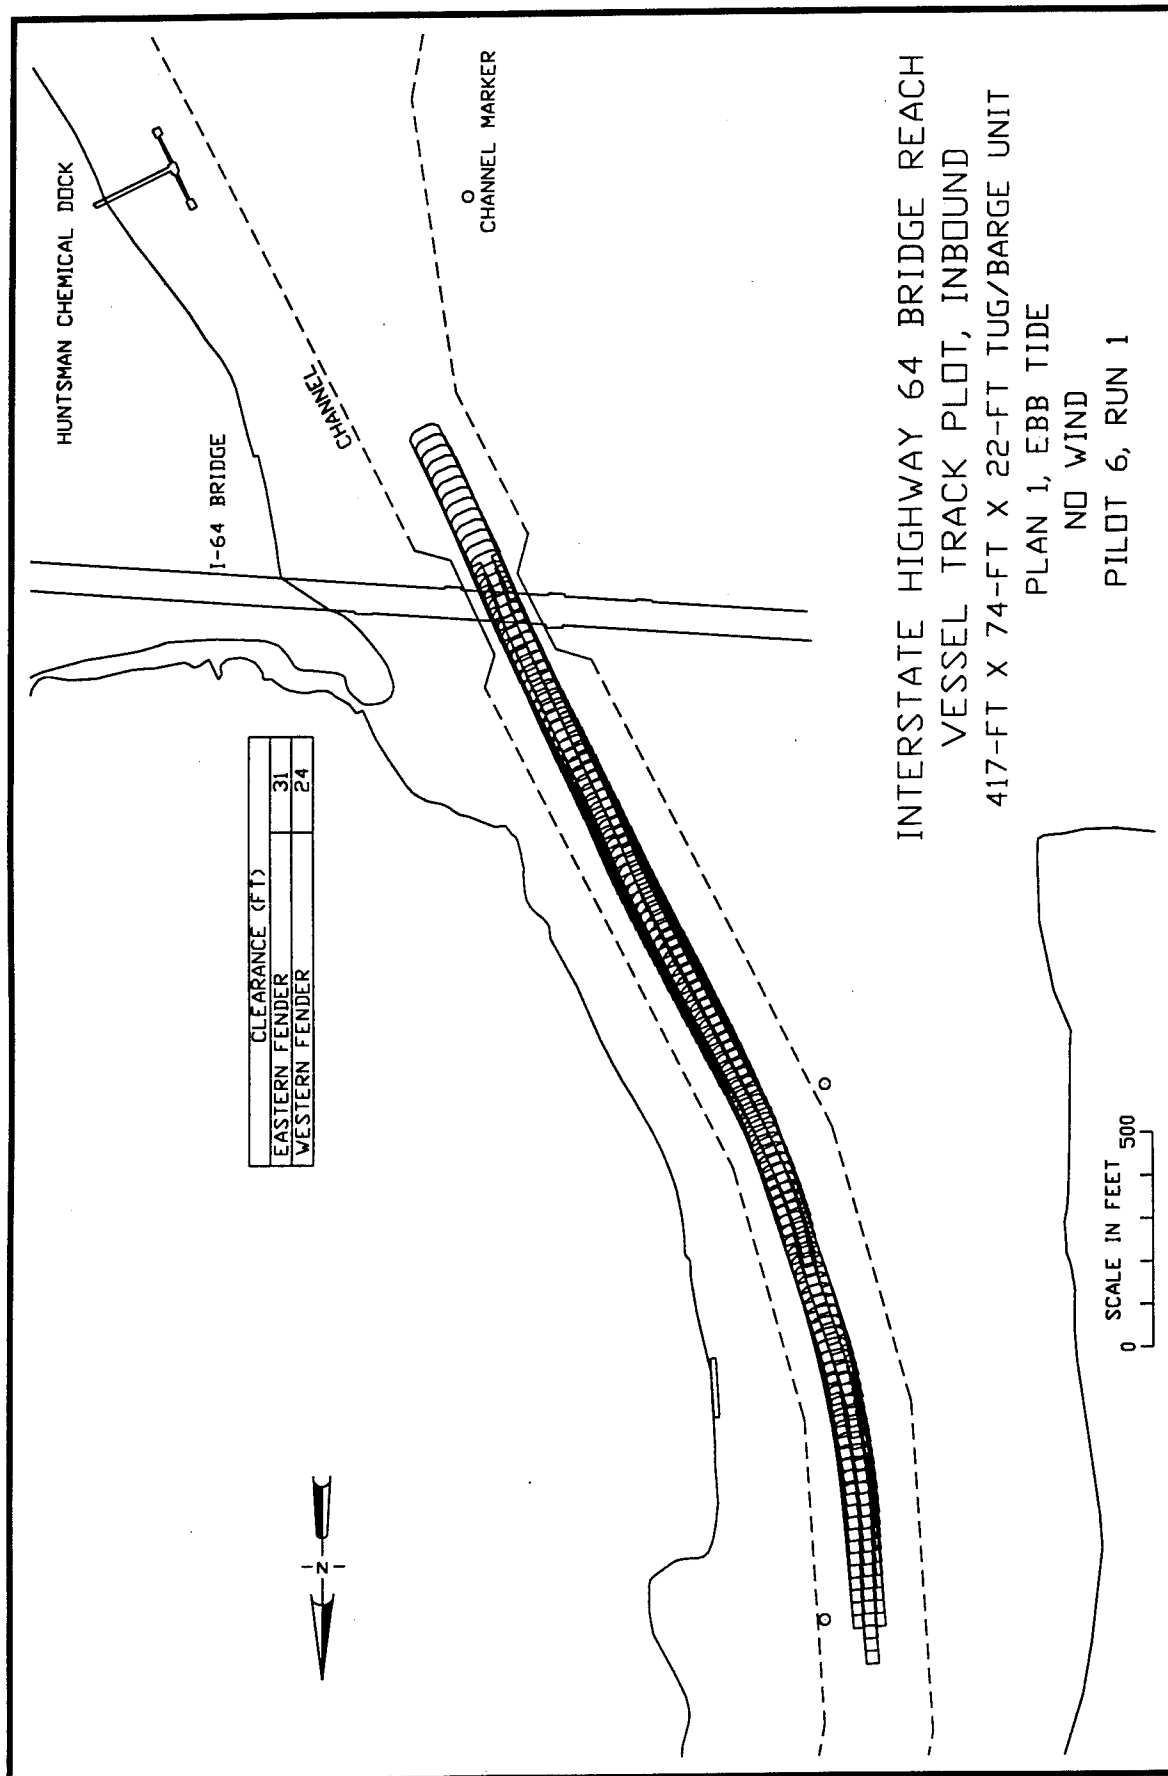 HUNTSMAN CHEMICAL DOCK
CHANNEL MARKER
CHANNEL
I-64 BRIDGE
CLEARANCE (FT)
EASTERN FENDER 31
WESTERN FENDER 24
N
SCALE IN FEET
0 500
INTERSTATE HIGHWAY 64 BRIDGE REACH
VESSEL TRACK PLOT, INBOUND
417-FT X 74-FT X 22-FT TUG/BARGE UNIT
PLAN 1, EBB TIDE
NO WIND
PILOT 6, RUN 1